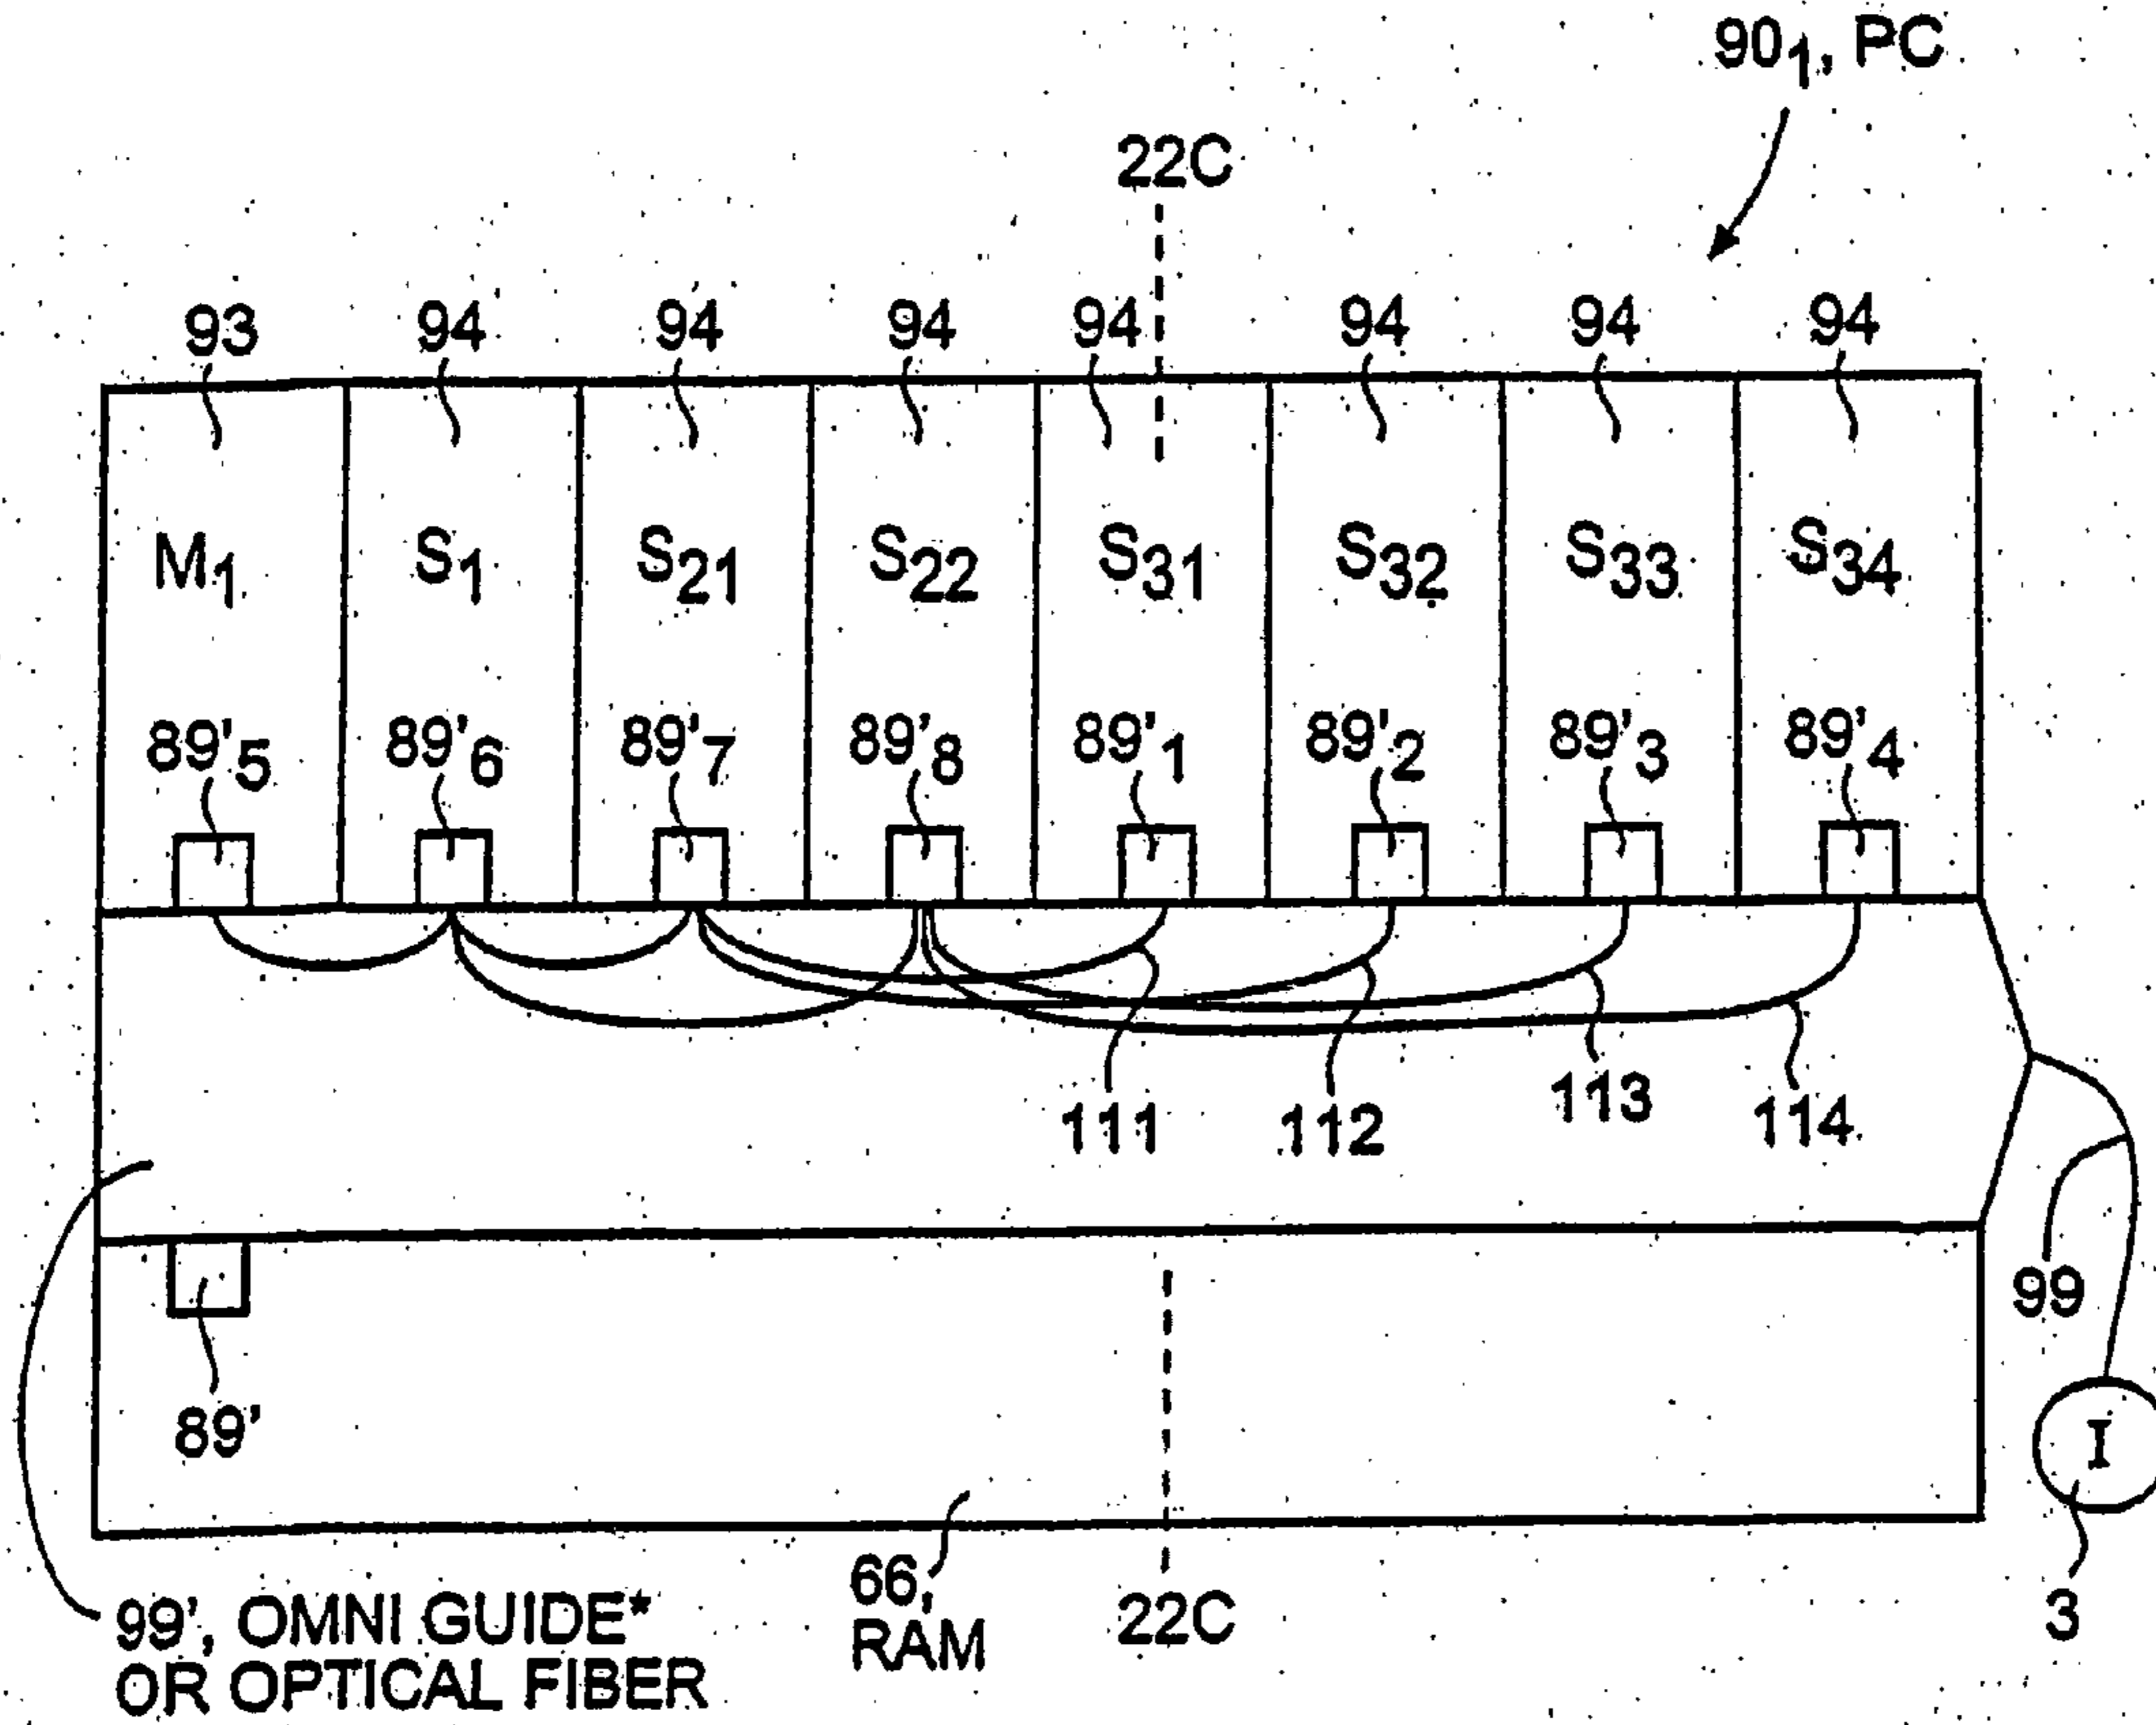 90₁, PC
22C
93 94 94 94 94 94 94 94
M₁ S₁ S₂₁ S₂₂ S₃₁ S₃₂ S₃₃ S₃₄
89'₅ 89'₆ 89'₇ 89'₈ 89'₁ 89'₂ 89'₃ 89'₄
111 112 113 114
99
89'
I
66,
RAM
22C
3
99', OMNI GUIDE*
OR OPTICAL FIBER